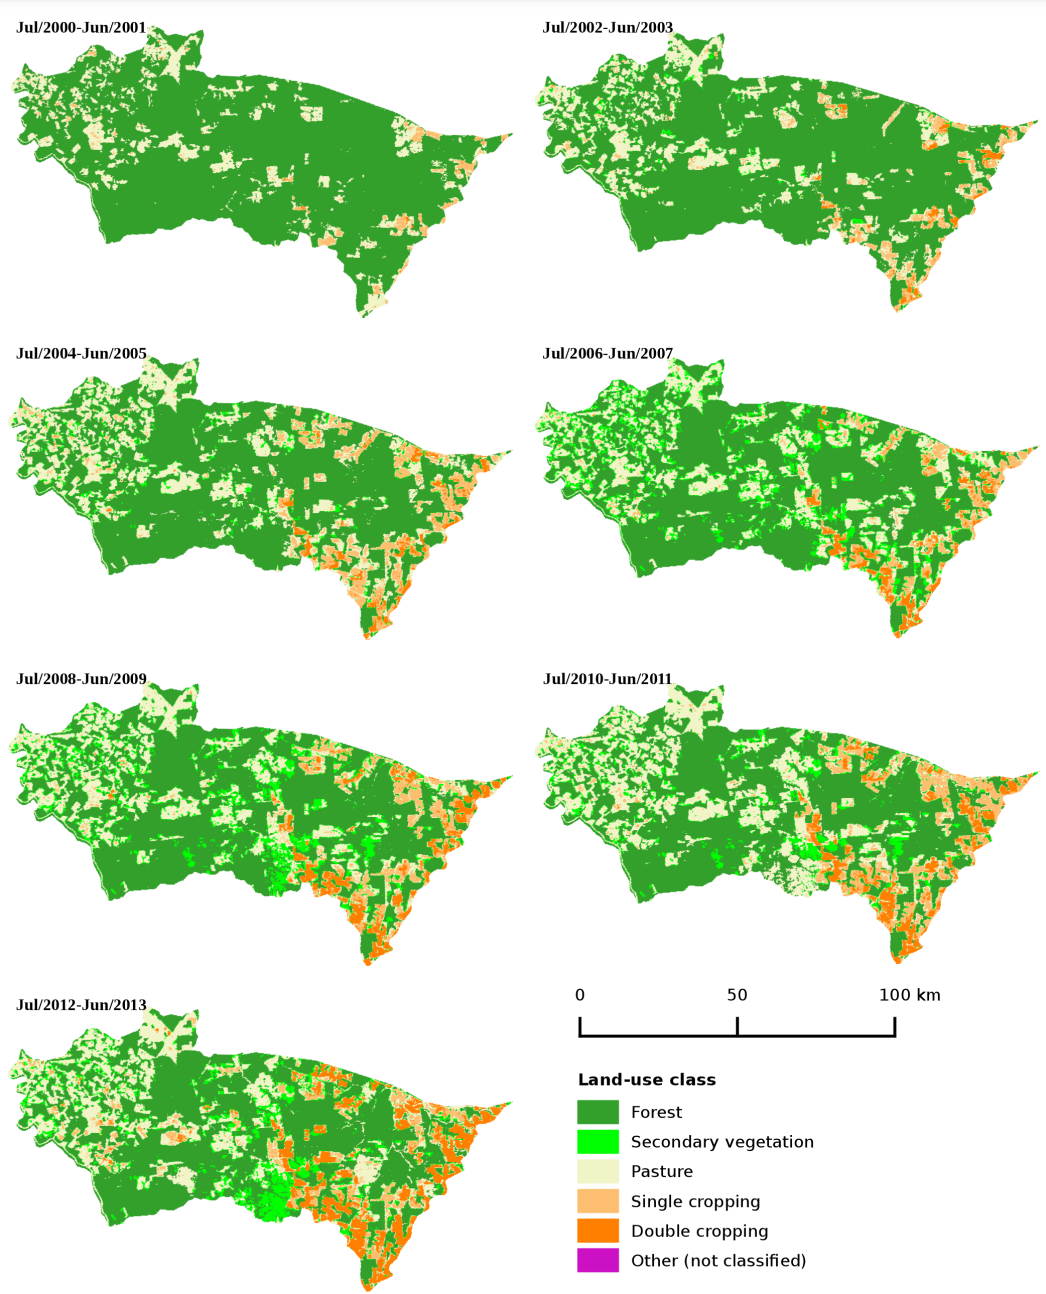 Jul/2000-Jun/2001
Jul/2002-Jun/2003
Jul/2004-Jun/2005
Jul/2006-Jun/2007
Jul/2008-Jun/2009
Jul/2010-Jun/2011
Jul/2012-Jun/2013
0 50 100 km
Land-use class
Forest
Secondary vegetation
Pasture
Single cropping
Double cropping
Other (not classified)